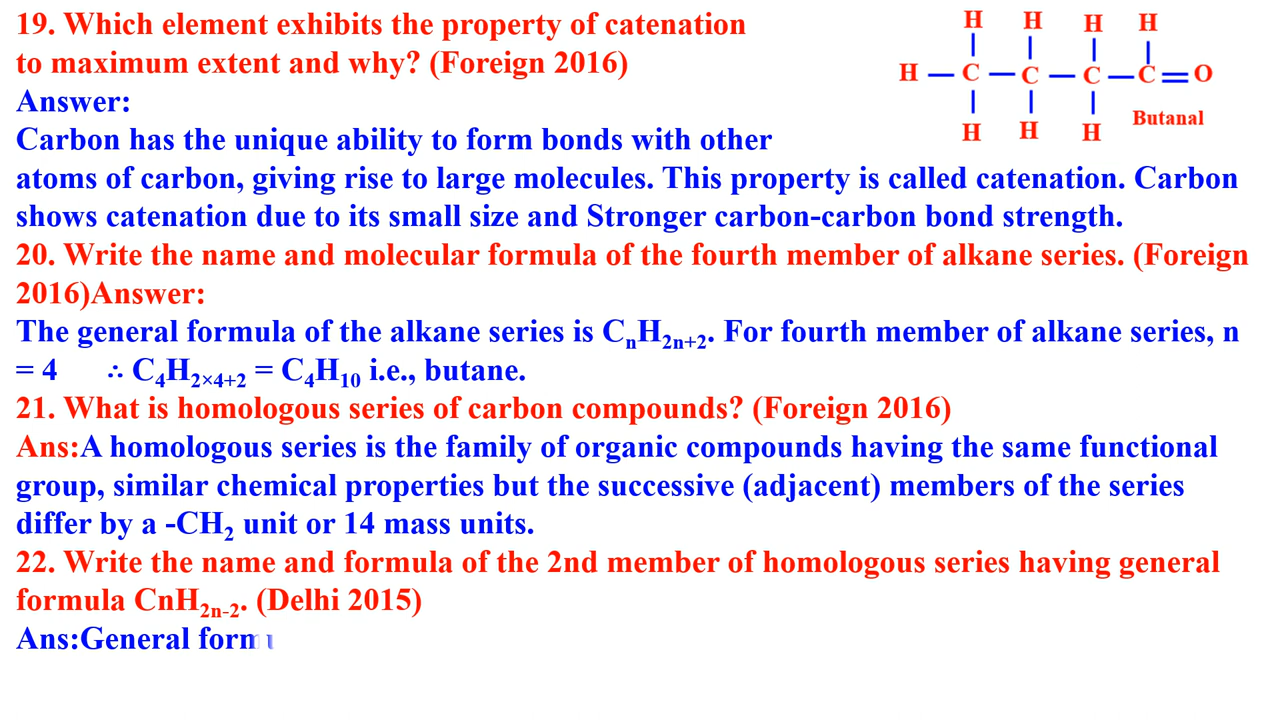 19. Which element exhibits the property of catenation
to maximum extent and why? (Foreign 2016)
Answer:
Carbon has the unique ability to form bonds with other
atoms of carbon, giving rise to large molecules. This property is called catenation. Carbon
shows catenation due to its small size and Stronger carbon-carbon bond strength.
H H H H
H — C — C — C — C = O
H H H
Butanal
20. Write the name and molecular formula of the fourth member of alkane series. (Foreign
2016)Answer:
The general formula of the alkane series is CₙH₂ₙ₊₂. For fourth member of alkane series, n
= 4 ∴ C₄H₂ₓ₄₊₂ = C₄H₁₀ i.e., butane.
21. What is homologous series of carbon compounds? (Foreign 2016)
Ans:A homologous series is the family of organic compounds having the same functional
group, similar chemical properties but the successive (adjacent) members of the series
differ by a -CH₂ unit or 14 mass units.
22. Write the name and formula of the 2nd member of homologous series having general
formula CnH₂ₙ₋₂. (Delhi 2015)
Ans:General